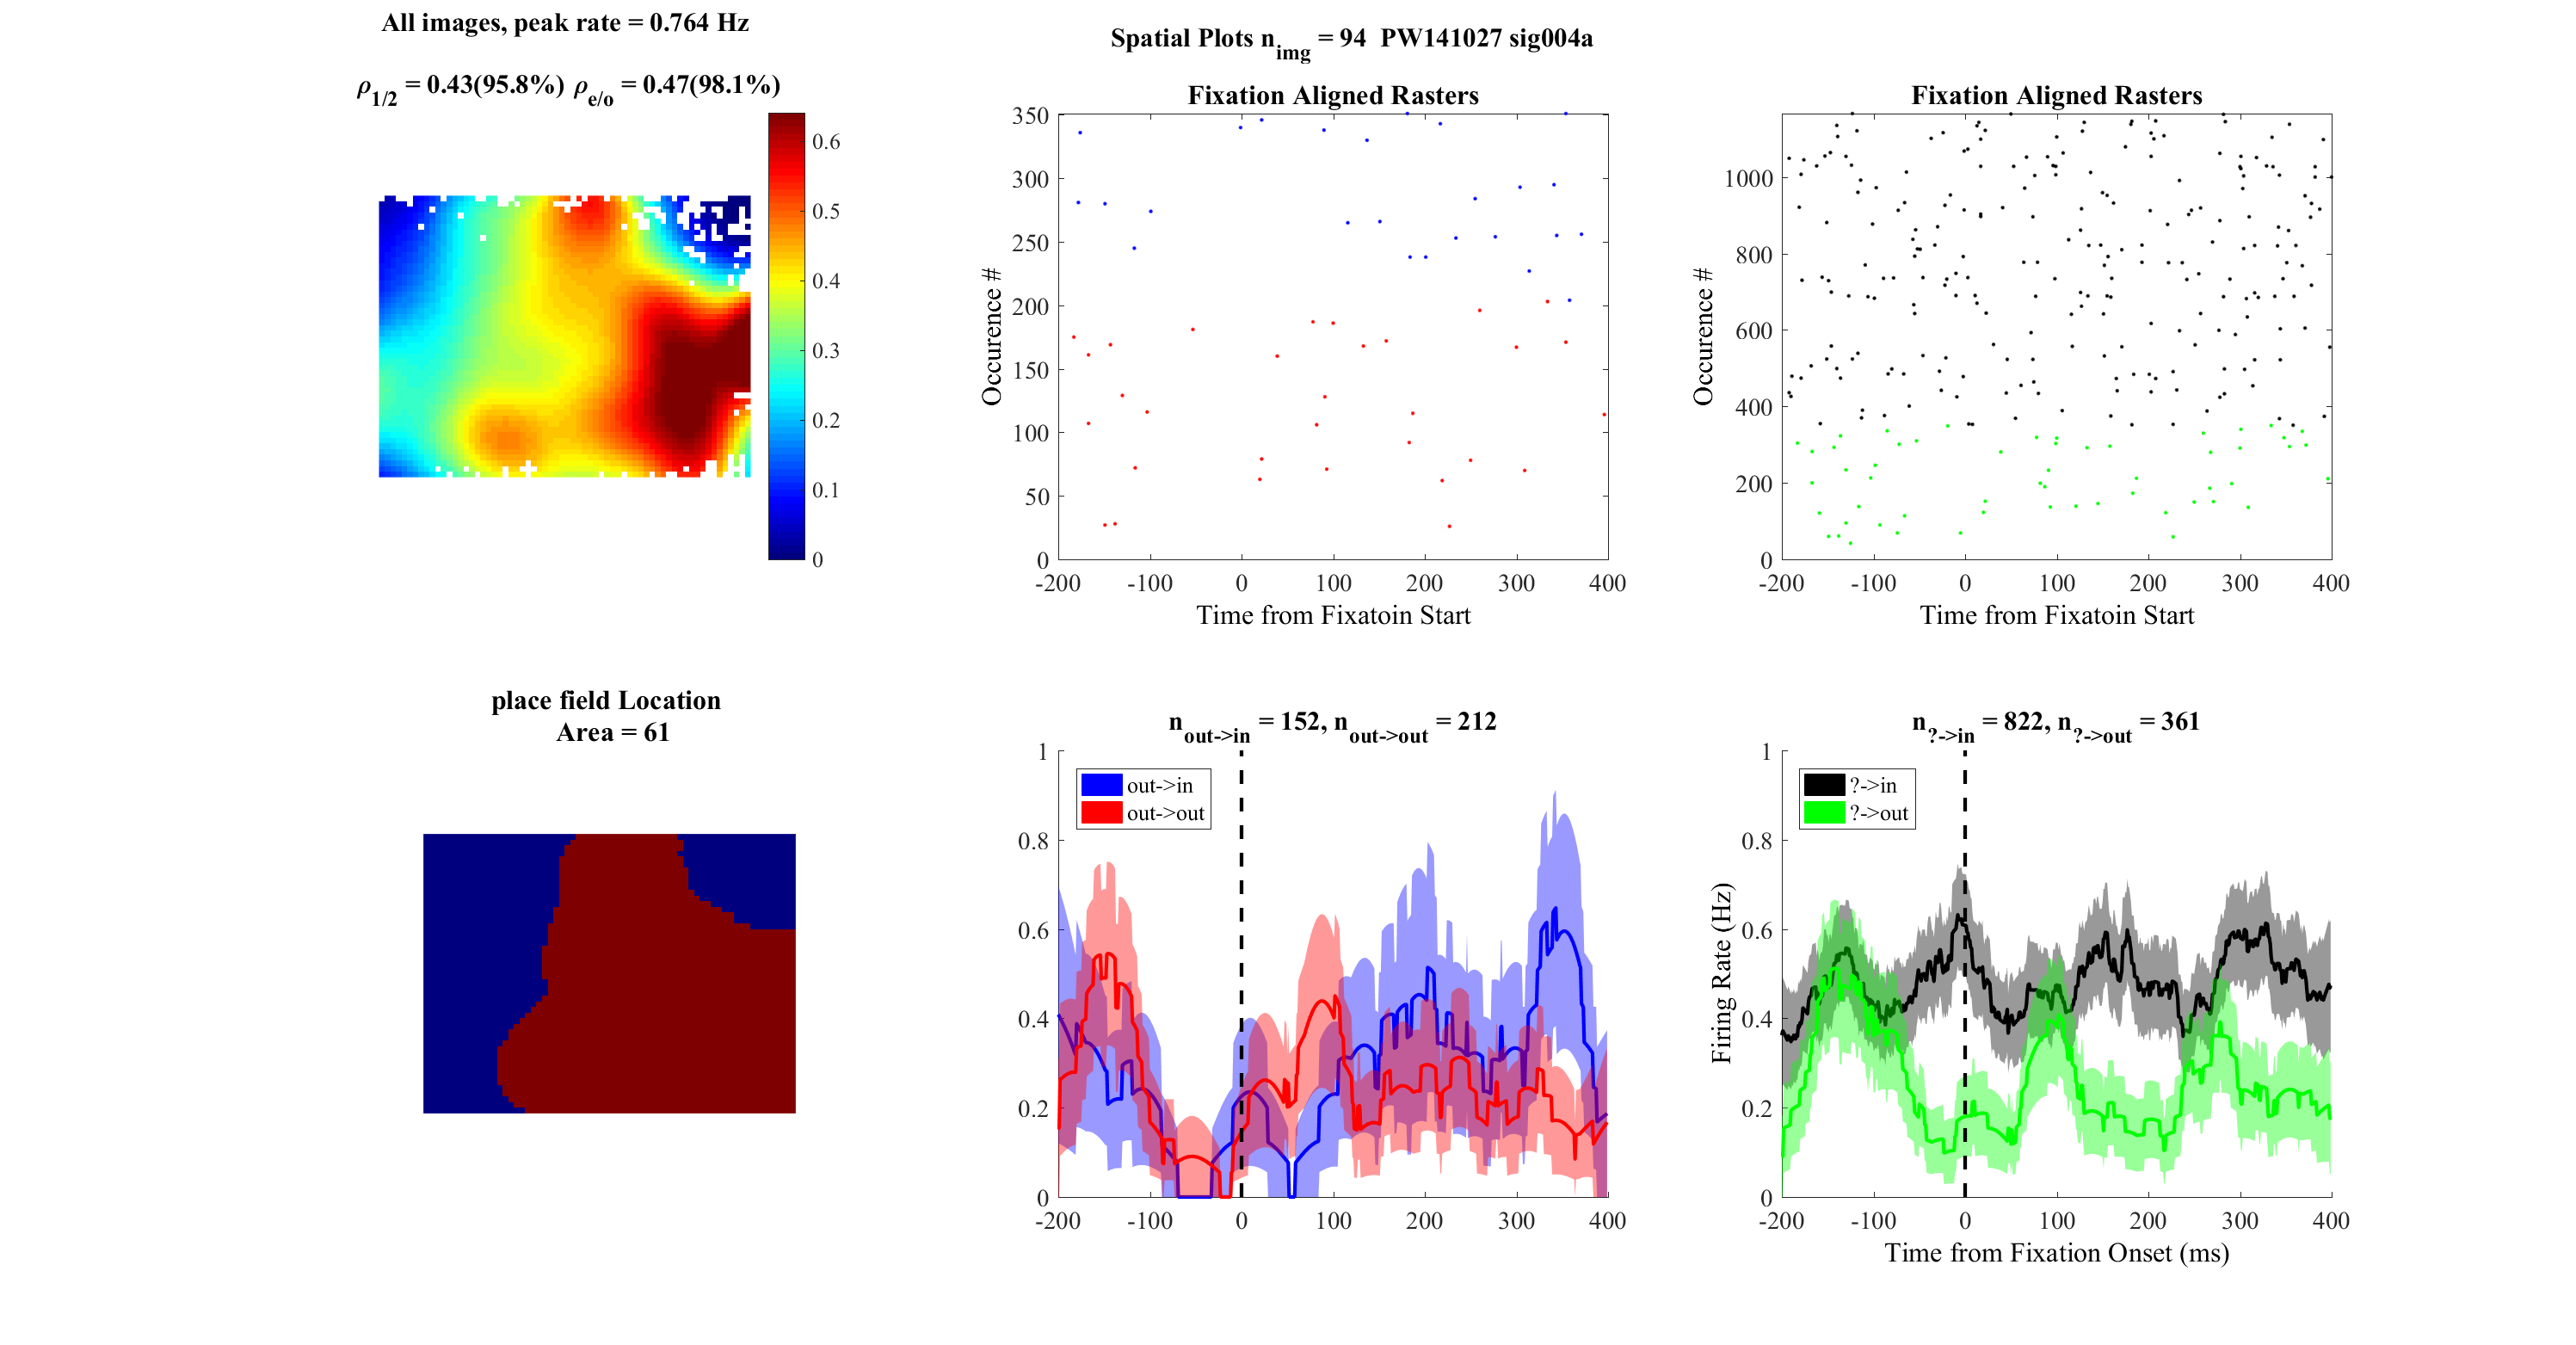 All images, peak rate = 0.764 Hz
ρ1/2 = 0.43(95.8%) ρe/o = 0.47(98.1%)
0.6
0.5
0.4
0.3
0.2
0.1
0
Spatial Plots nimg = 94 PW141027 sig004a
Fixation Aligned Rasters
350
300
250
200
150
100
50
0
Occurence #
-200 -100 0 100 200 300 400
Time from Fixatoin Start
Fixation Aligned Rasters
1000
800
600
400
200
0
Occurence #
-200 -100 0 100 200 300 400
Time from Fixatoin Start
place field Location
Area = 61
nout->in = 152, nout->out = 212
1
0.8
0.6
0.4
0.2
0
out->in
out->out
-200 -100 0 100 200 300 400
n?->in = 822, n?->out = 361
1
0.8
0.6
0.4
0.2
0
Firing Rate (Hz)
?->in
?->out
-200 -100 0 100 200 300 400
Time from Fixation Onset (ms)